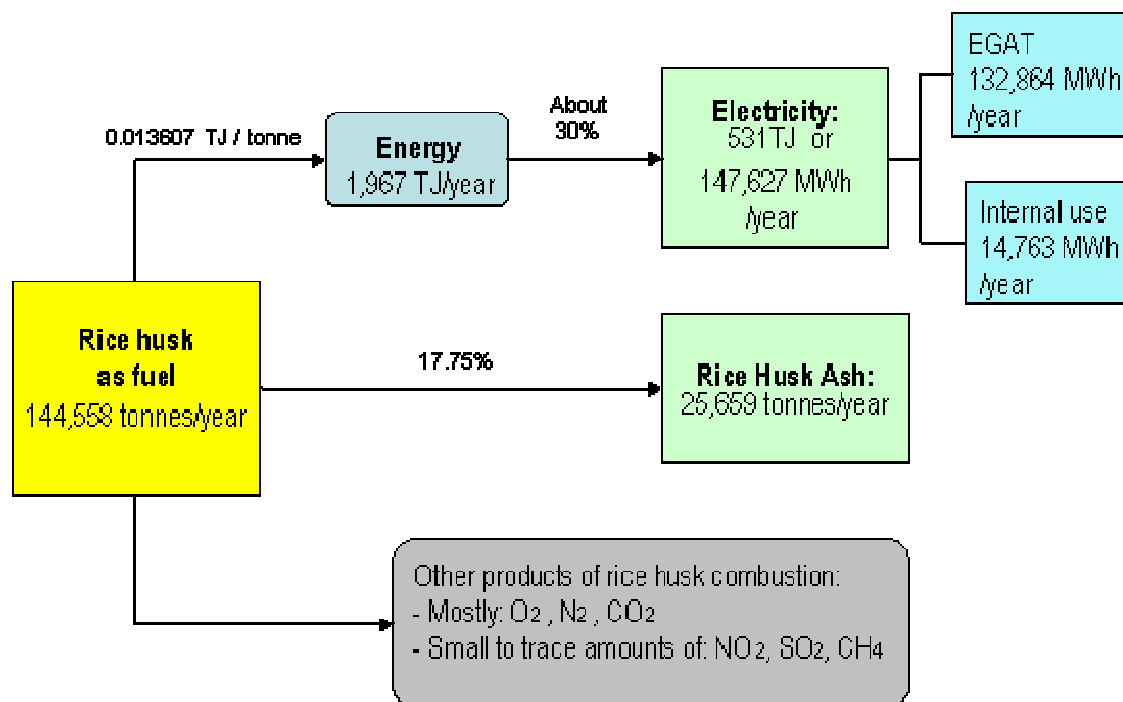 EGAT
132,864 MWh
/year
About
30%
0.013607 TJ / tonne
Energy
1,967 TJ/year
Electricity:
531TJ or
147,627 MWh
/year
Internal use
14,763 MWh
/year
Rice husk
as fuel
144,558 tonnes/year
17.75%
Rice Husk Ash:
25,659 tonnes/year
Other products of rice husk combustion:
- Mostly: O2 , N2 , CO2
- Small to trace amounts of: NO2, SO2, CH4